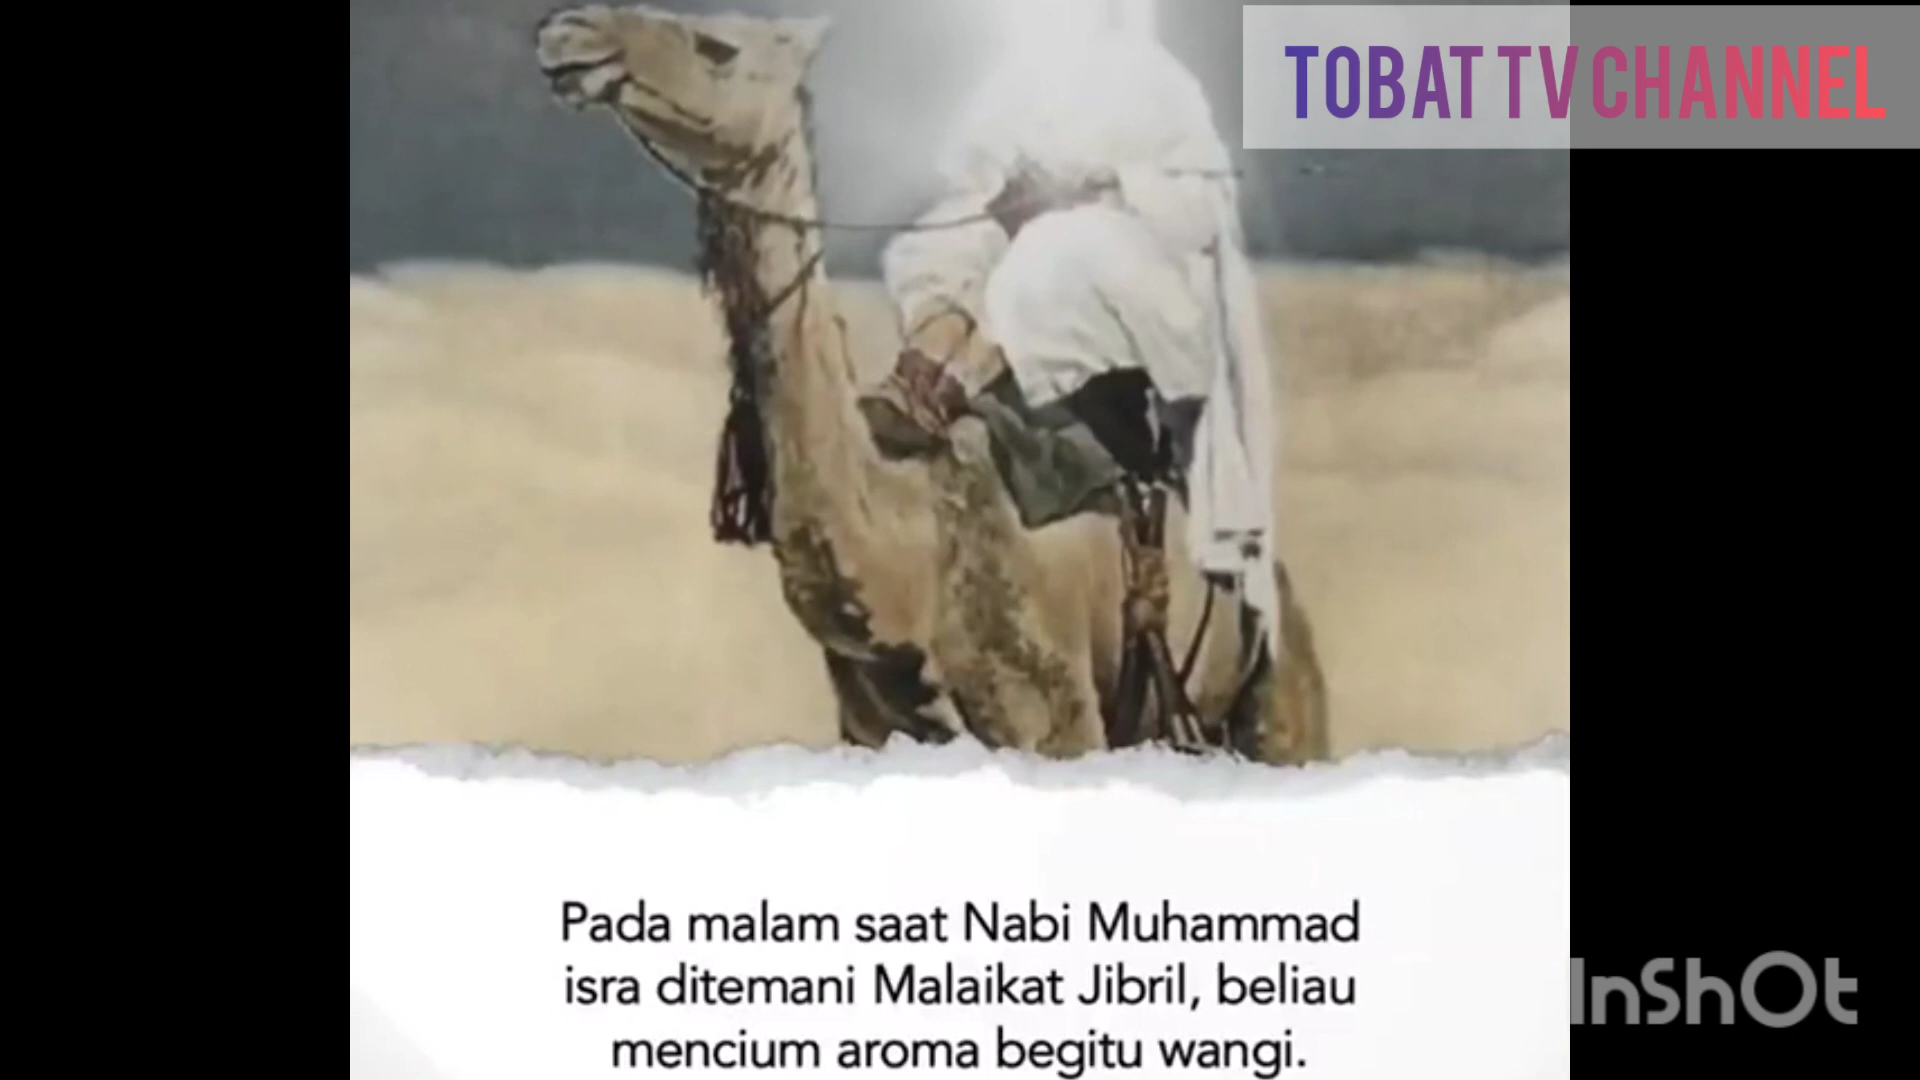 TOBAT TV CHANNEL
Pada malam saat Nabi Muhammad
isra ditemani Malaikat Jibril, beliau
mencium aroma begitu wangi.
InShOt